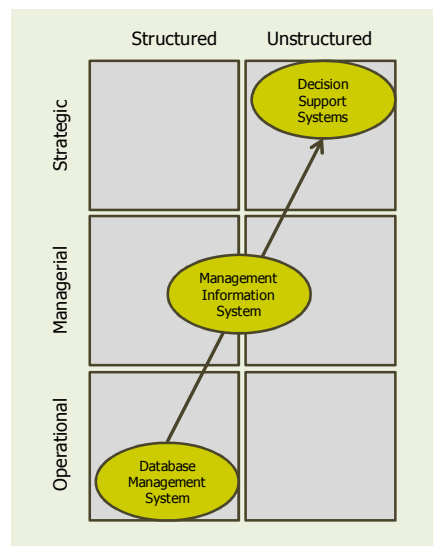 Structured Unstructured
Strategic
Decision
Support
Systems
Managerial
Management
Information
System
Operational
Database
Management
System